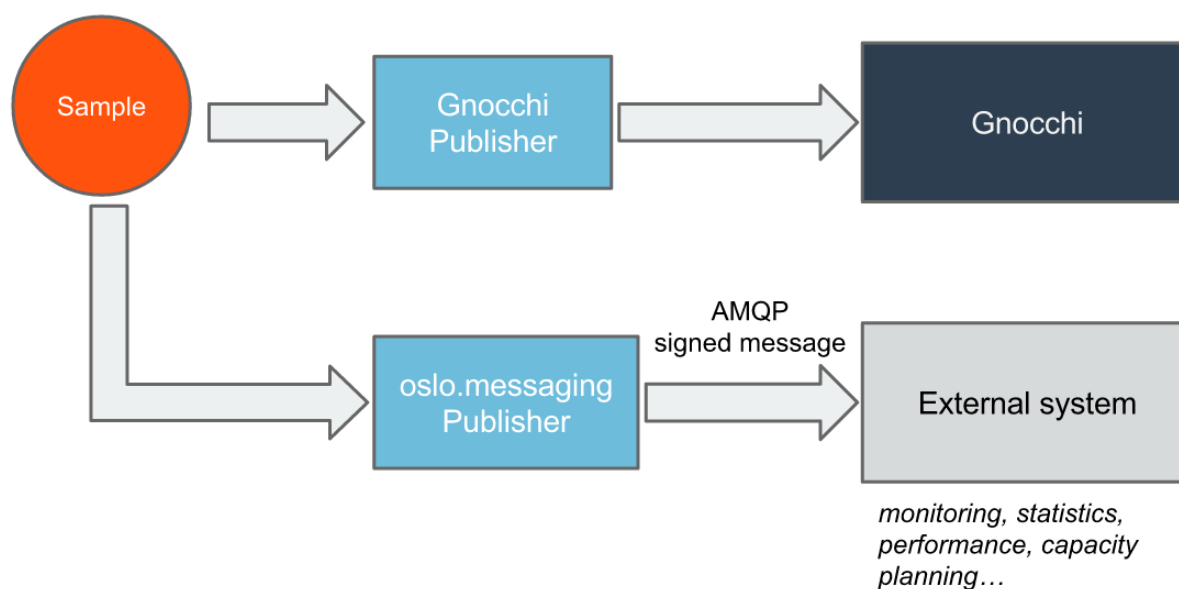 Sample
Gnocchi
Publisher
Gnocchi
AMQP
signed message
oslo.messaging
Publisher
External system
monitoring, statistics,
performance, capacity
planning…